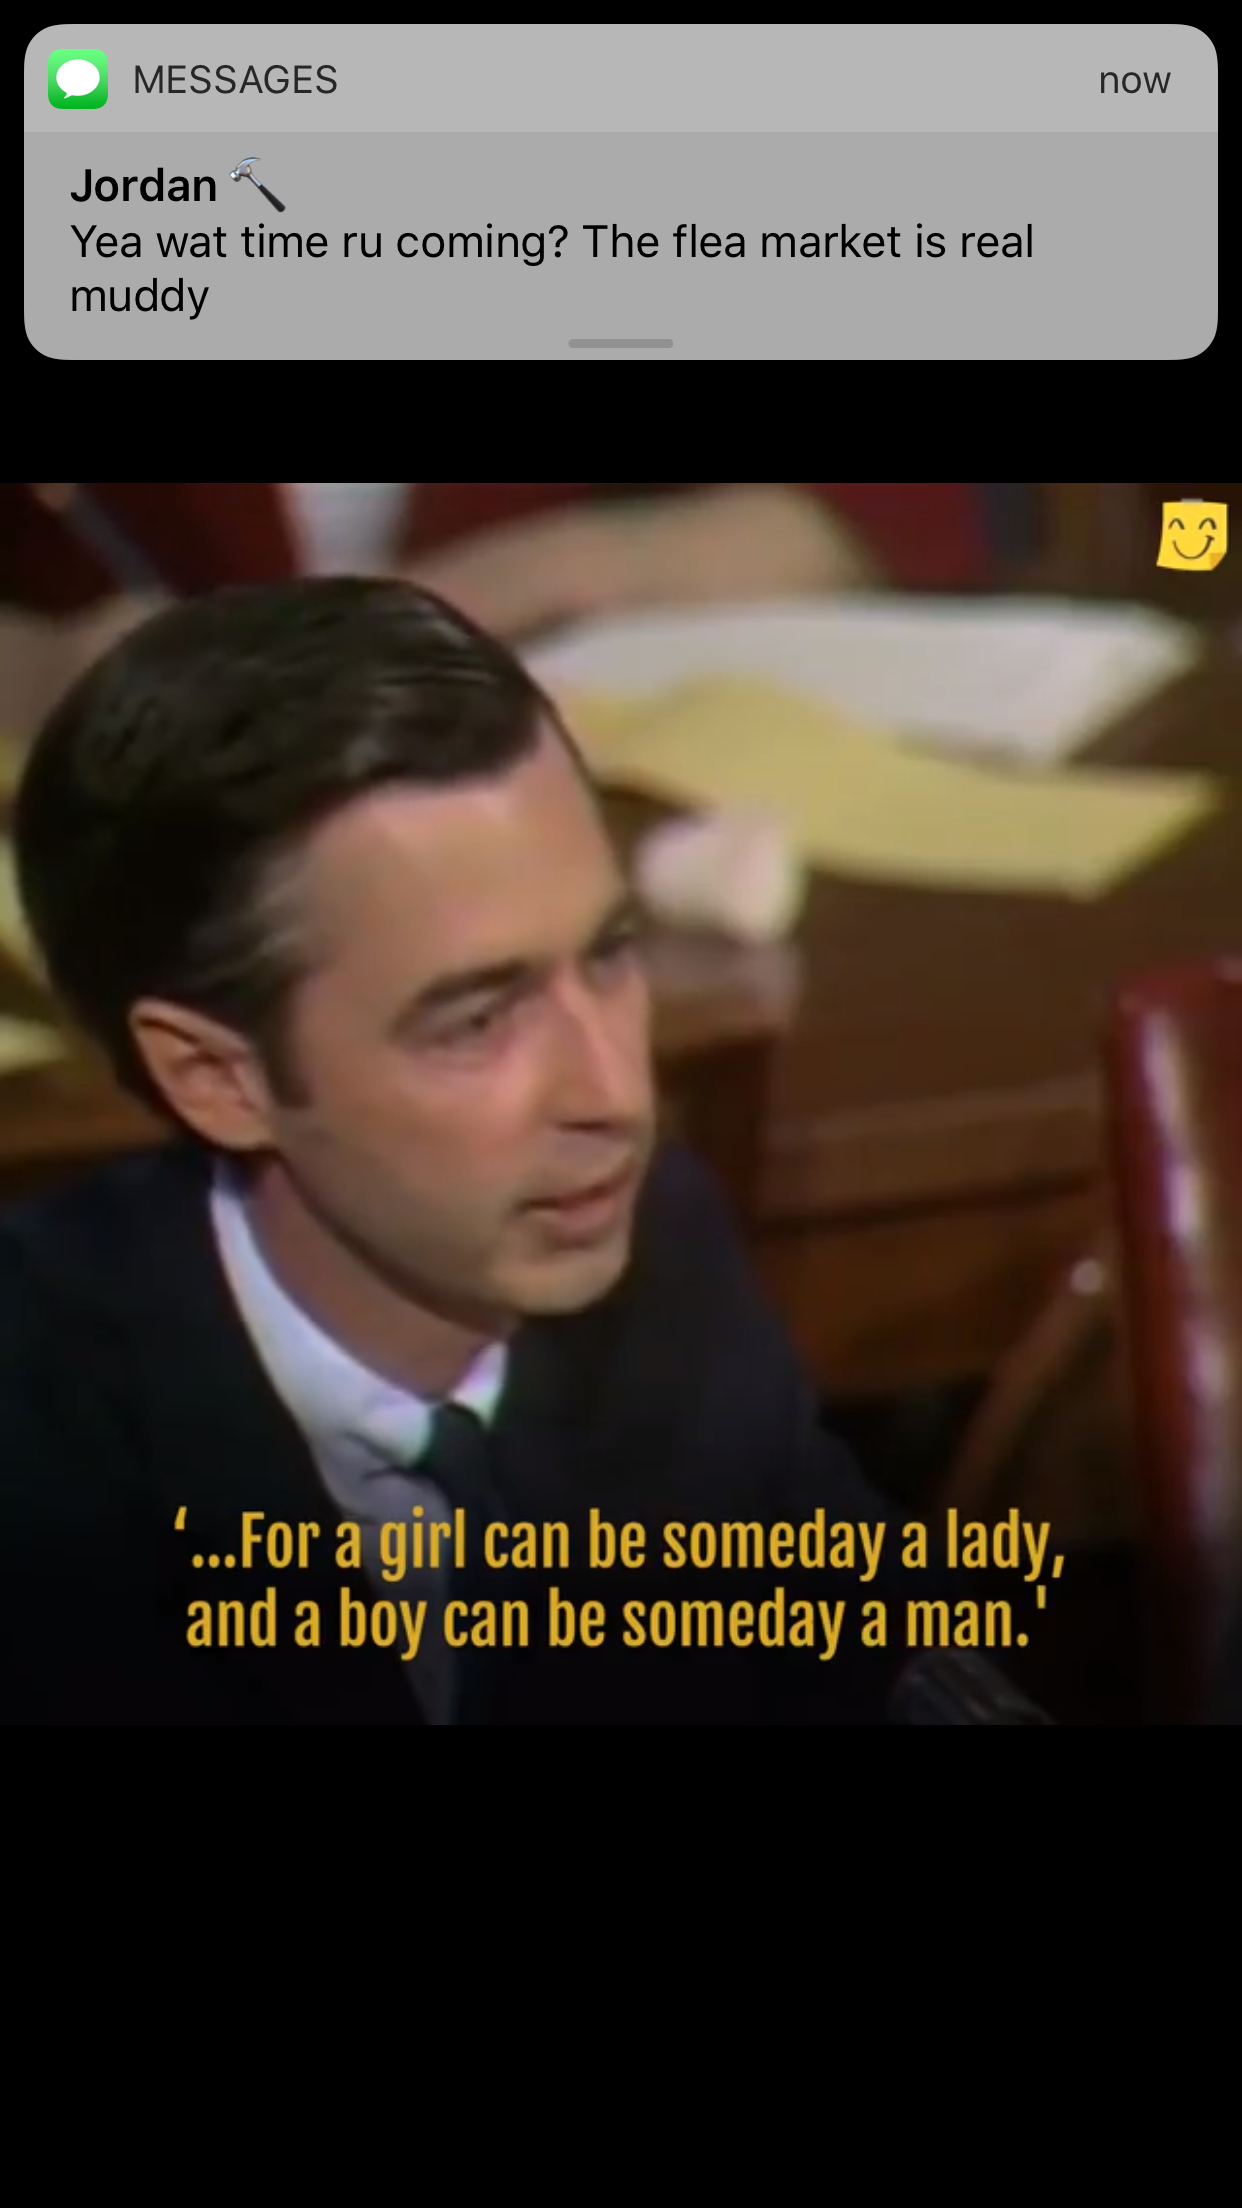 MESSAGES now
Jordan
Yea wat time ru coming? The flea market is real
muddy
‘...For a girl can be someday a lady,
and a boy can be someday a man.'